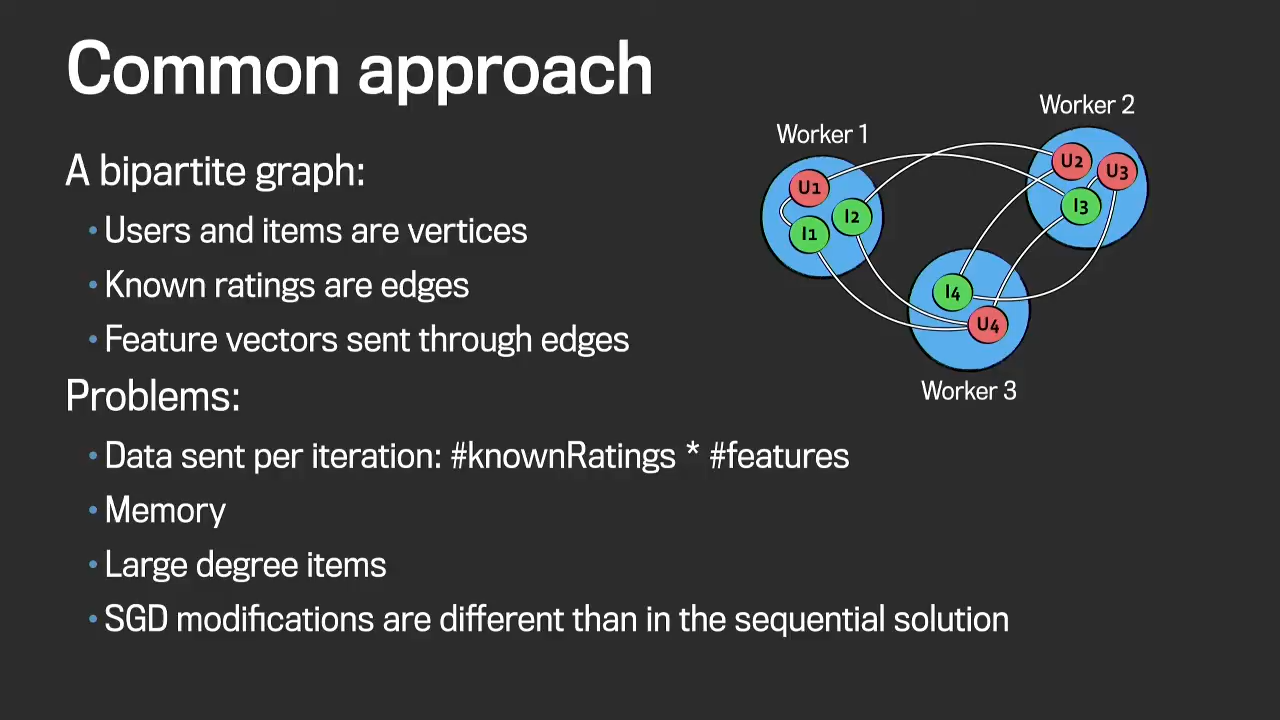 Common approach
A bipartite graph:
• Users and items are vertices
• Known ratings are edges
• Feature vectors sent through edges
Problems:
• Data sent per iteration: #knownRatings * #features
• Memory
• Large degree items
• SGD modifications are different than in the sequential solution
Worker 1
U1
I2
I1
Worker 2
U2
U3
I3
I4
U4
Worker 3